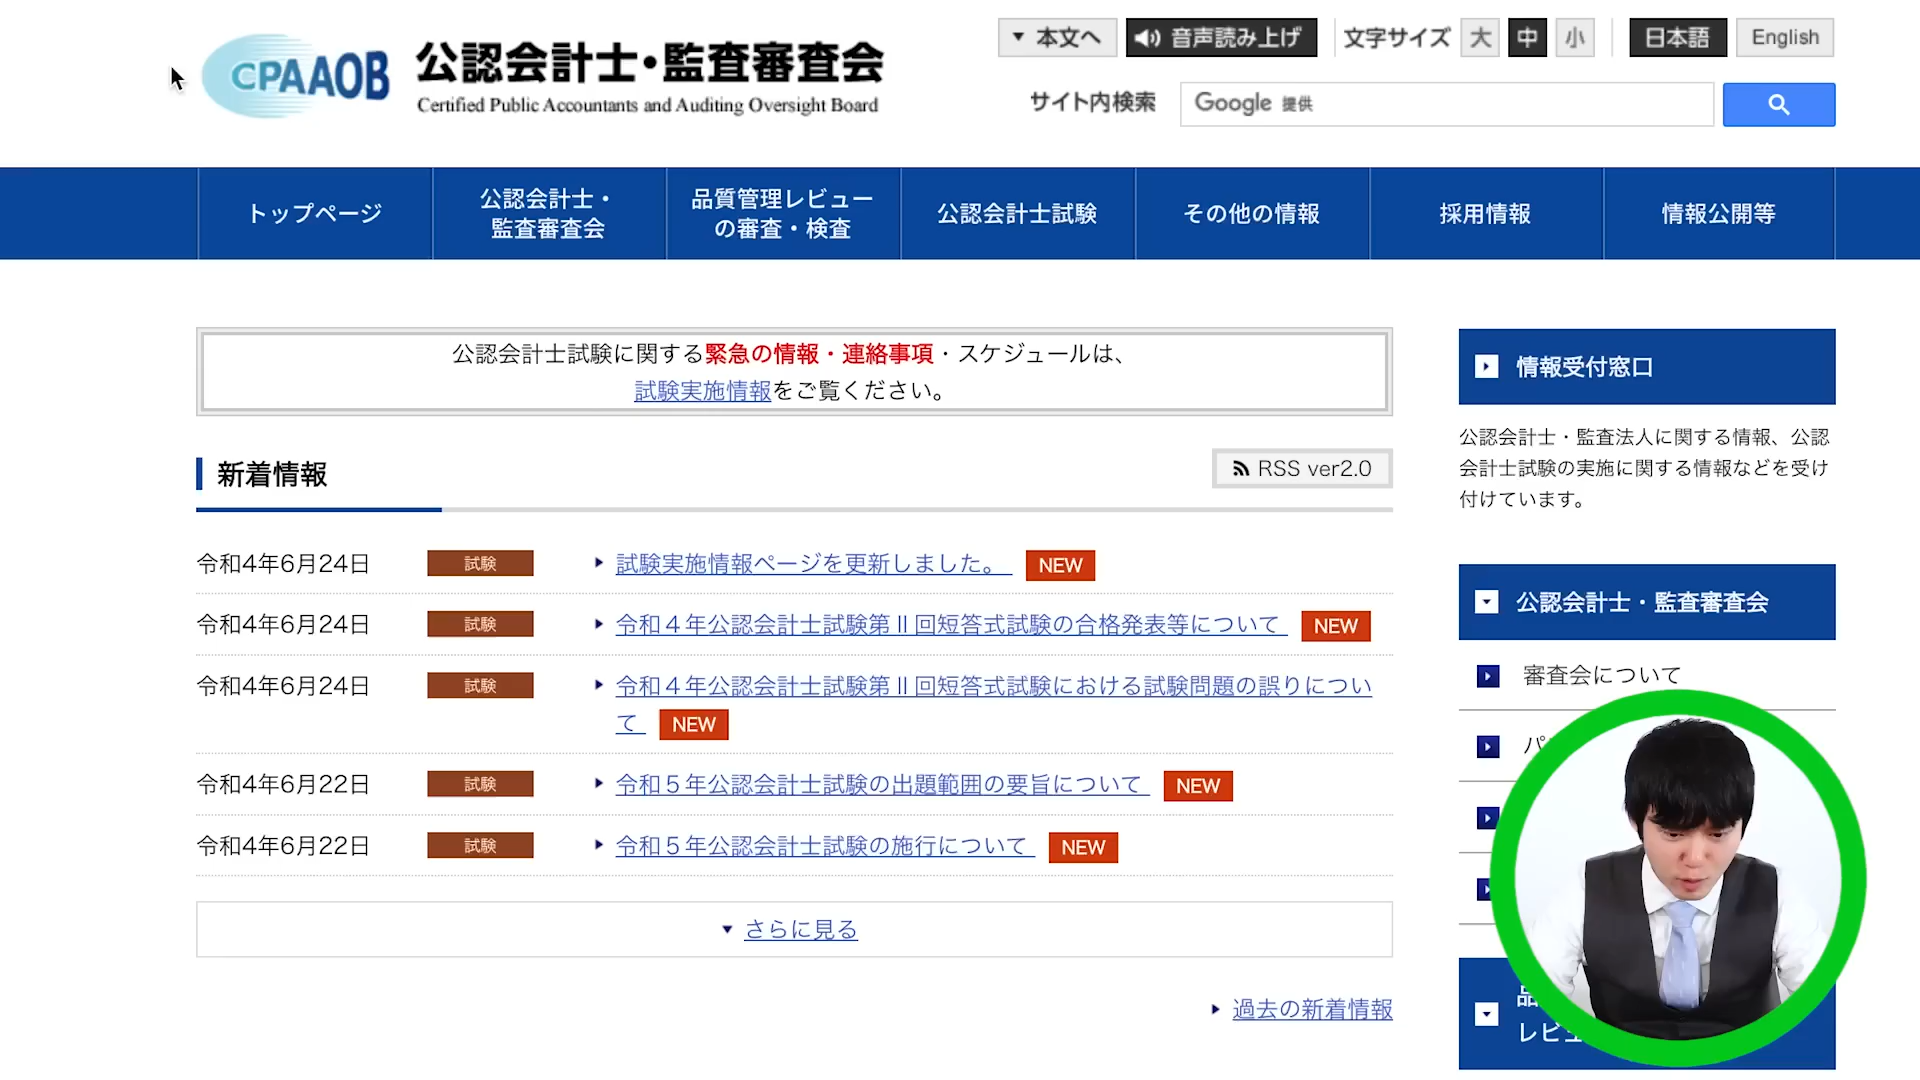 CPAAOB
公認会計士・監査審査会
Certified Public Accountants and Auditing Oversight Board
本文へ
音声読み上げ
文字サイズ 大 中 小
日本語
English
サイト内検索
Google 提供
トップページ
公認会計士・
監査審査会
品質管理レビュー
の審査・検査
公認会計士試験
その他の情報
採用情報
情報公開等
公認会計士試験に関する緊急の情報・連絡事項・スケジュールは、
試験実施情報をご覧ください。
新着情報
RSS ver2.0
令和4年6月24日 試験 試験実施情報ページを更新しました。 NEW
令和4年6月24日 試験 令和４年公認会計士試験第Ⅱ回短答式試験の合格発表等について NEW
令和4年6月24日 試験 令和４年公認会計士試験第Ⅱ回短答式試験における試験問題の誤りについ
て NEW
令和4年6月22日 試験 令和５年公認会計士試験の出題範囲の要旨について NEW
令和4年6月22日 試験 令和５年公認会計士試験の施行について NEW
さらに見る
過去の新着情報
情報受付窓口
公認会計士・監査法人に関する情報、公認
会計士試験の実施に関する情報などを受け
付けています。
公認会計士・監査審査会
審査会について